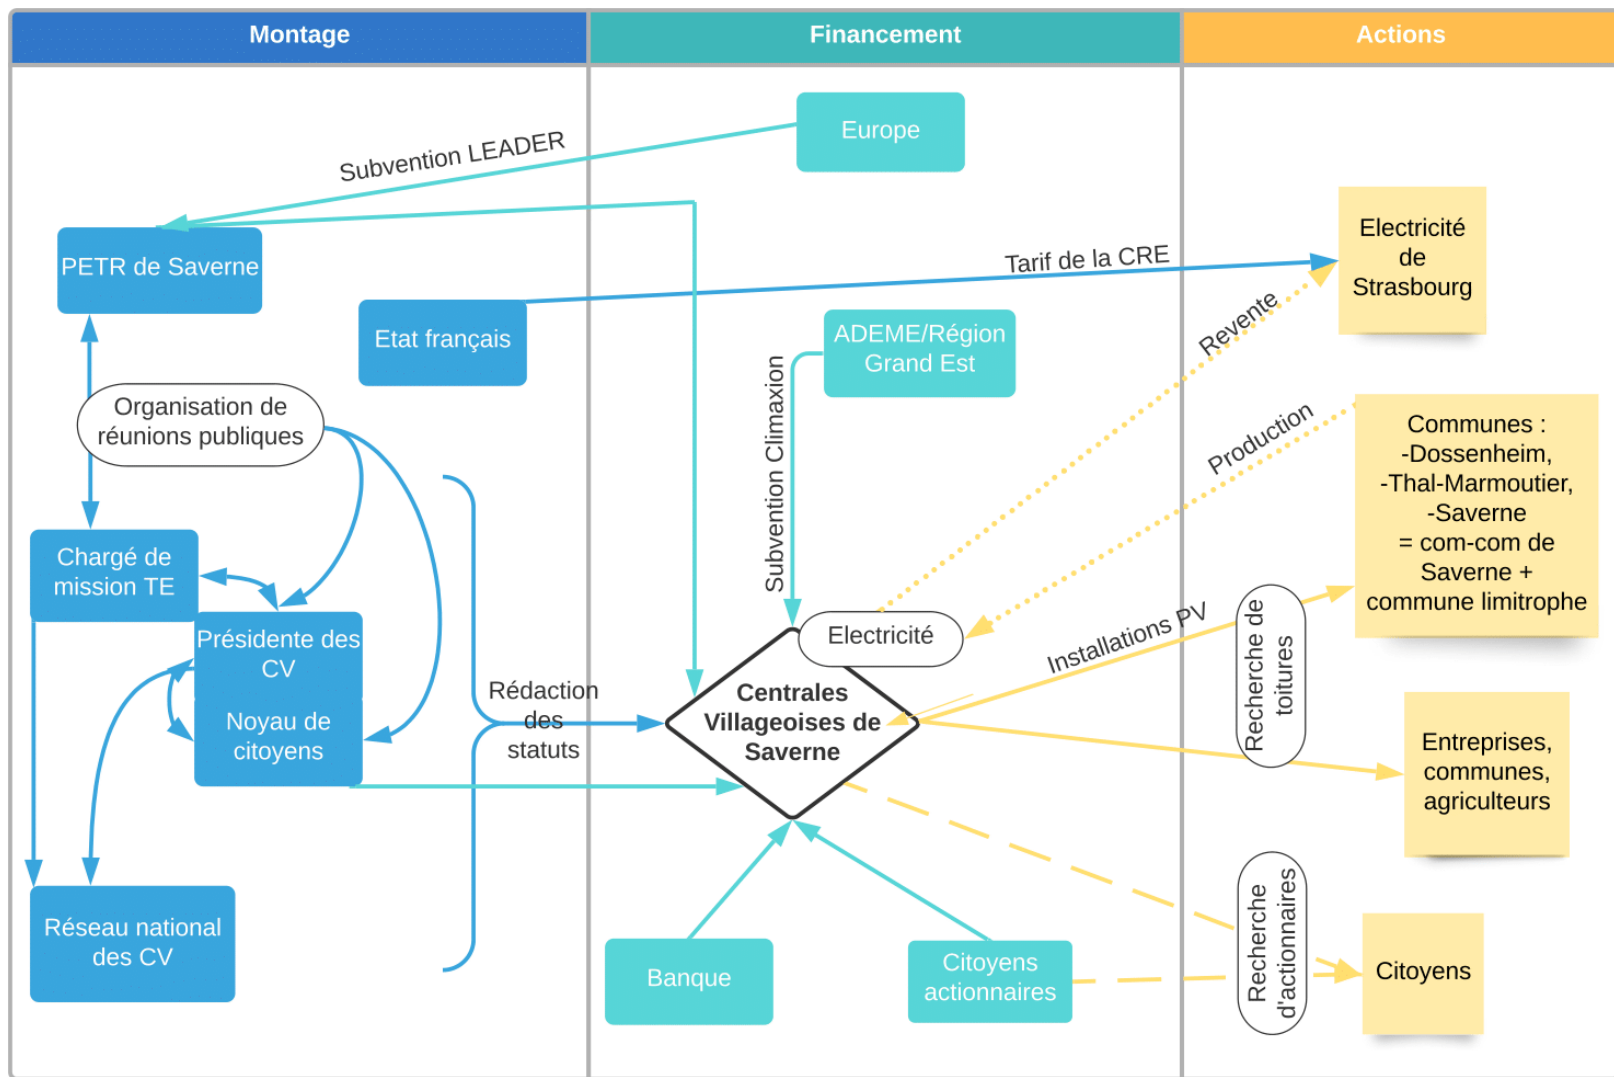 Montage
Financement
Actions
Europe
Subvention LEADER
PETR de Saverne
Electricité
de
Strasbourg
Tarif de la CRE
Etat français
ADEME/Région
Grand Est
Revente
Organisation de
réunions publiques
Subvention Climaxion
Production
Communes :
-Dossenheim,
-Thal-Marmoutier,
-Saverne
= com-com de
Saverne +
commune limitrophe
Chargé de
mission TE
Présidente des
CV
Noyau de
citoyens
Rédaction
des
statuts
Electricité
Centrales
Villageoises de
Saverne
Installations PV
Recherche de
toitures
Entreprises,
communes,
agriculteurs
Réseau national
des CV
Banque
Citoyens
actionnaires
Recherche
d'actionnaires
Citoyens